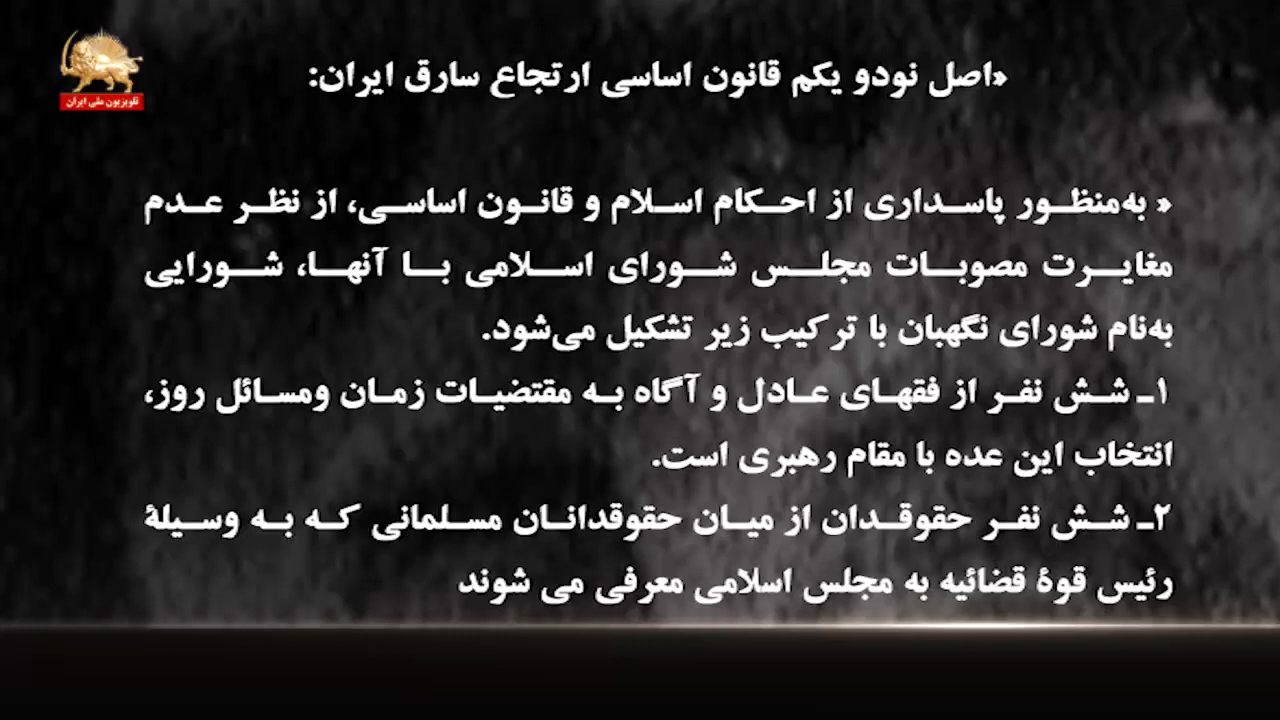 تلویزیون ملی ایران
«اصل نودو یکم قانون اساسی ارتجاع سارق ایران:
« به‌منظور پاسداری از احکام اسلام و قانون اساسی، از نظر عدم
مغایرت مصوبات مجلس شورای اسلامی با آنها، شورایی
به‌نام شورای نگهبان با ترکیب زیر تشکیل می‌شود.
۱ـ شش نفر از فقهای عادل و آگاه به مقتضیات زمان ومسائل روز،
انتخاب این عده با مقام رهبری است.
۲ـ شش نفر حقوقدان از میان حقوقدانان مسلمانی که به وسیلهٔ
رئیس قوهٔ قضائیه به مجلس اسلامی معرفی می شوند